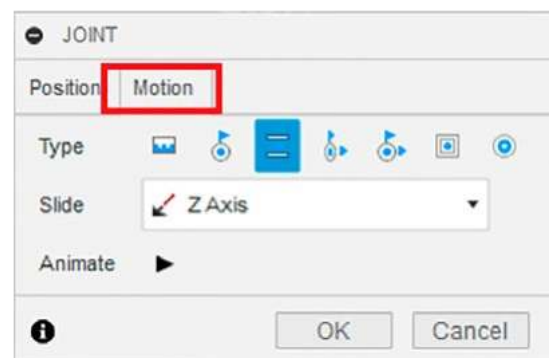 JOINT
Position Motion
Type
Slide Z Axis
Animate
OK Cancel